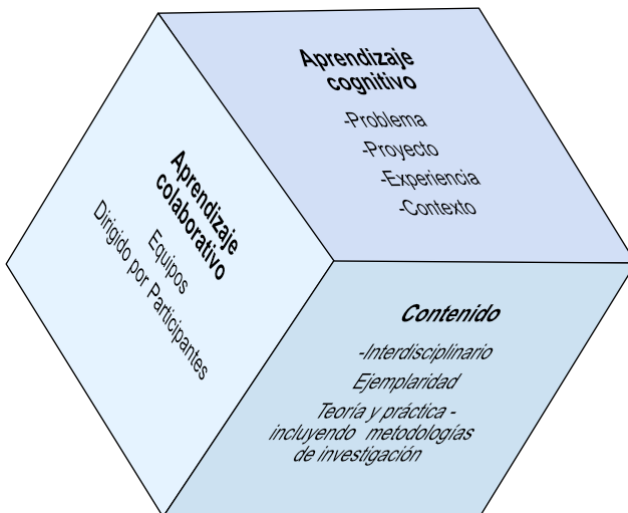 Aprendizaje
cognitivo
-Problema
-Proyecto
-Experiencia
-Contexto
Aprendizaje
colaborativo
Equipos
Dirigido por Participantes
Contenido
-Interdisciplinario
Ejemplaridad
Teoría y práctica -
incluyendo metodologías
de investigación